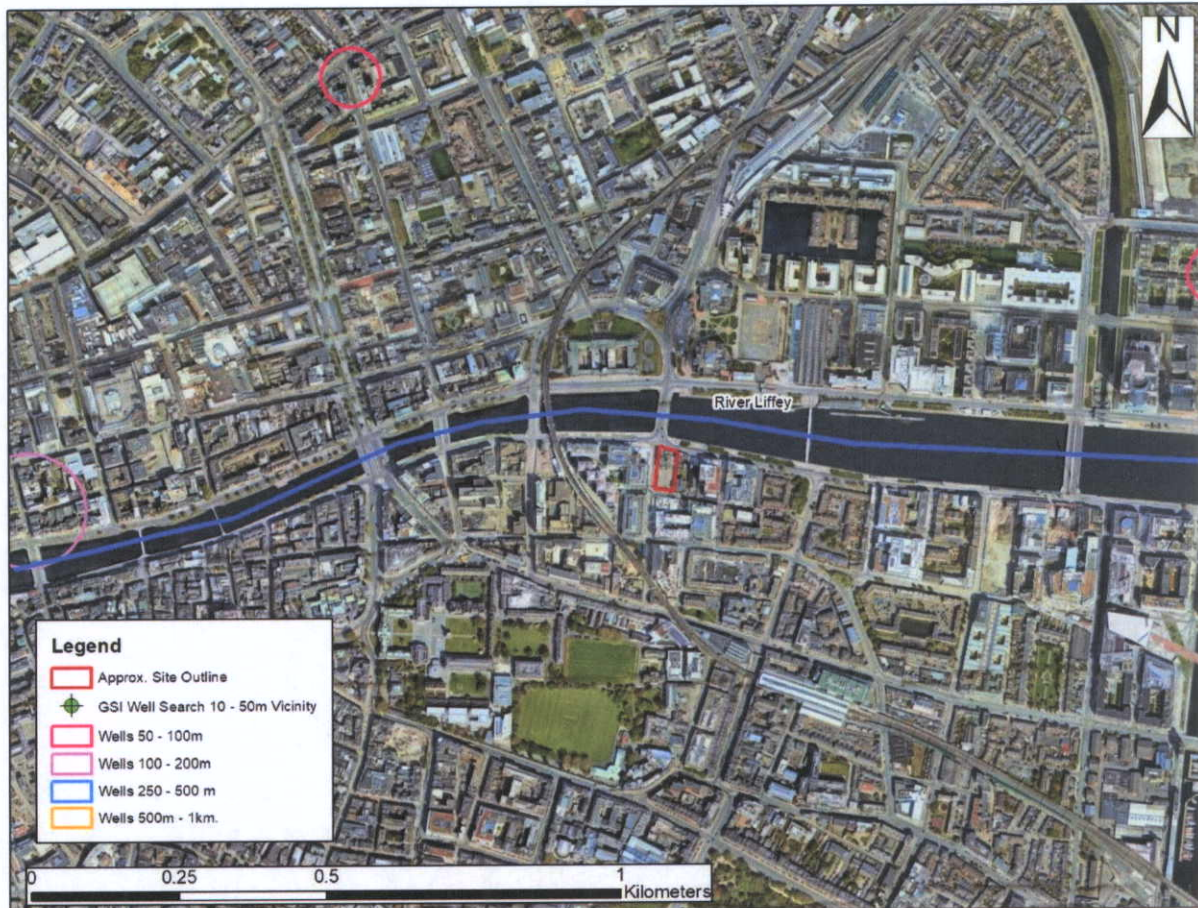 N
River Liffey
Legend
Approx. Site Outline
GSI Well Search 10 - 50m Vicinity
Wells 50 - 100m
Wells 100 - 200m
Wells 250 - 500 m
Wells 500m - 1km.
0 0.25 0.5 1
Kilometers